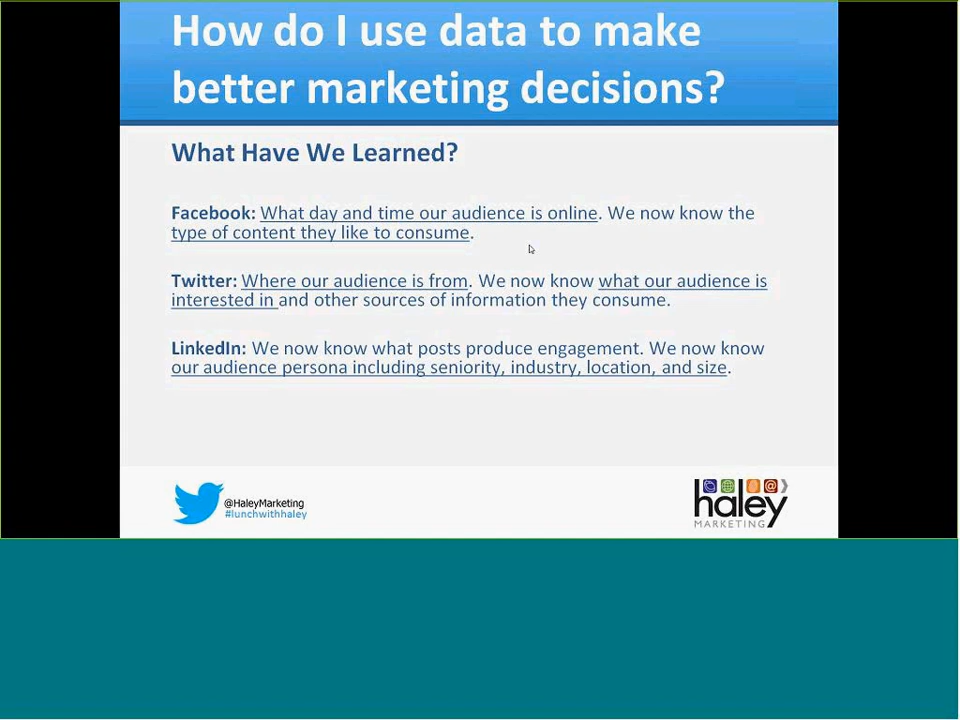 How do I use data to make
better marketing decisions?
What Have We Learned?
Facebook: What day and time our audience is online. We now know the
type of content they like to consume.
Twitter: Where our audience is from. We now know what our audience is
interested in and other sources of information they consume.
LinkedIn: We now know what posts produce engagement. We now know
our audience persona including seniority, industry, location, and size.
@HaleyMarketing
#lunchwithhaley
haley
MARKETING